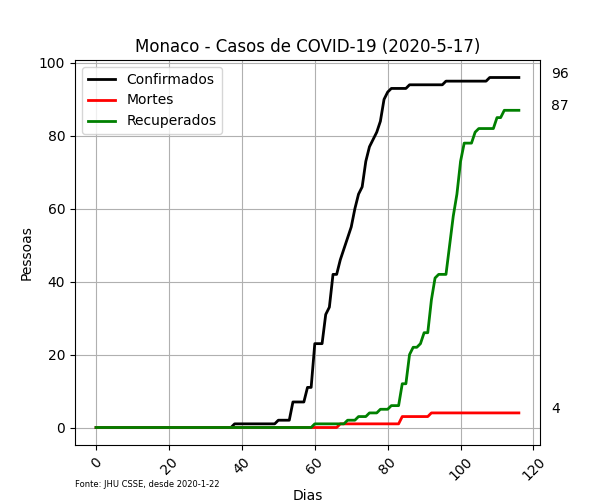 Monaco - Casos de COVID-19 (2020-5-17)
Confirmados
Mortes
Recuperados
96
87
4
Pessoas
100
80
60
40
20
0
0 20 40 60 80 100 120
Fonte: JHU CSSE, desde 2020-1-22
Dias